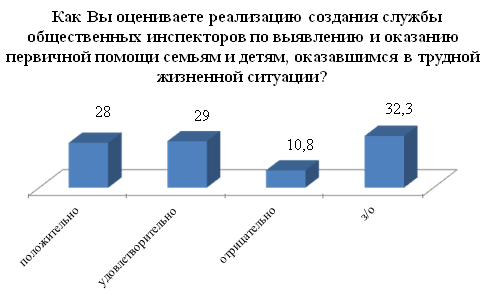 Как Вы оцениваете реализацию создания службы
общественных инспекторов по выявлению и оказанию
первичной помощи семьям и детям, оказавшимся в трудной
жизненной ситуации?
28
29
10,8
32,3
положительно
удовлетворительно
отрицательно
з/о